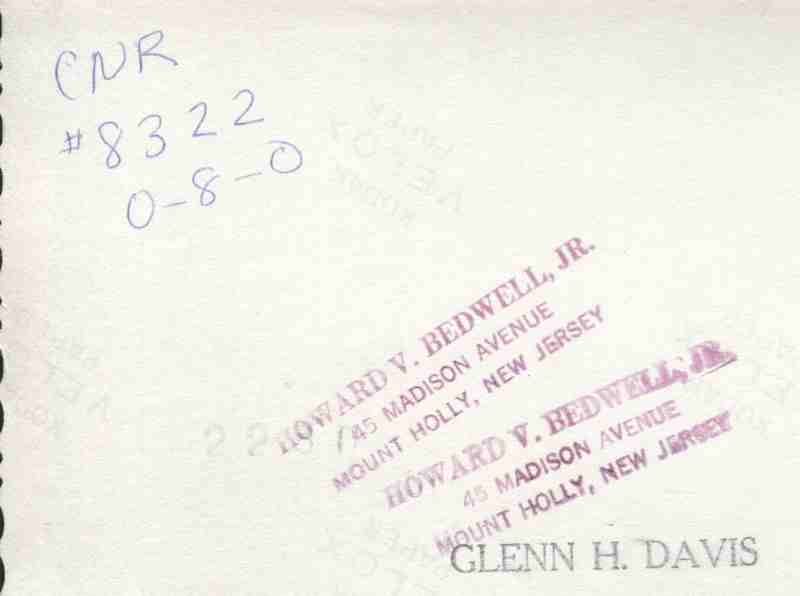 CNR
#8322
0-8-0
HOWARD V. BEDWELL, JR.
45 MADISON AVENUE
MOUNT HOLLY, NEW JERSEY
HOWARD V. BEDWELL, JR.
45 MADISON AVENUE
MOUNT HOLLY, NEW JERSEY
GLENN H. DAVIS